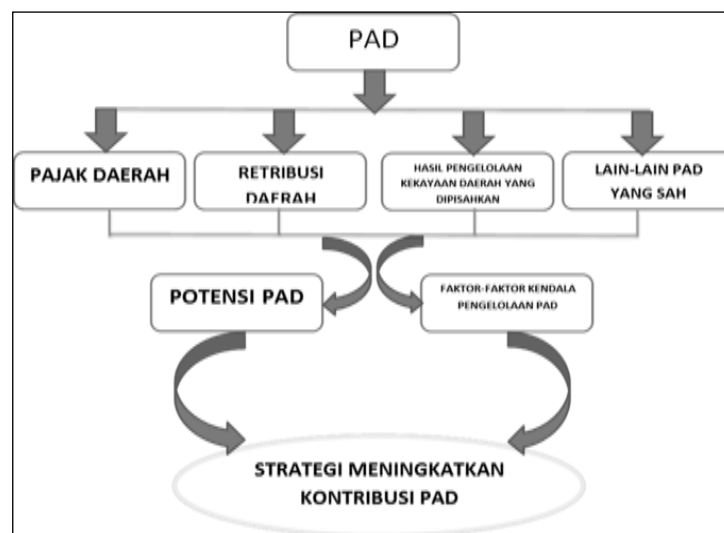 PAD
PAJAK DAERAH
RETRIBUSI
DAERAH
HASIL PENGELOLAAN
KEKAYAAN DAERAH YANG
DIPISAHKAN
LAIN-LAIN PAD
YANG SAH
POTENSI PAD
FAKTOR-FAKTOR KENDALA
PENGELOLAAN PAD
STRATEGI MENINGKATKAN
KONTRIBUSI PAD